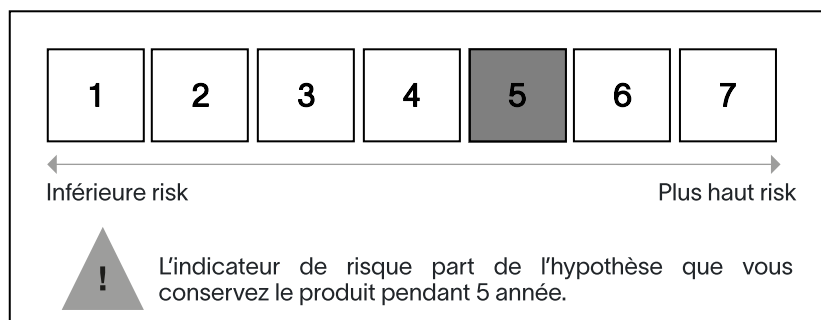 1 2 3 4 5 6 7
Inférieure risk Plus haut risk
! L'indicateur de risque part de l'hypothèse que vous
conservez le produit pendant 5 année.